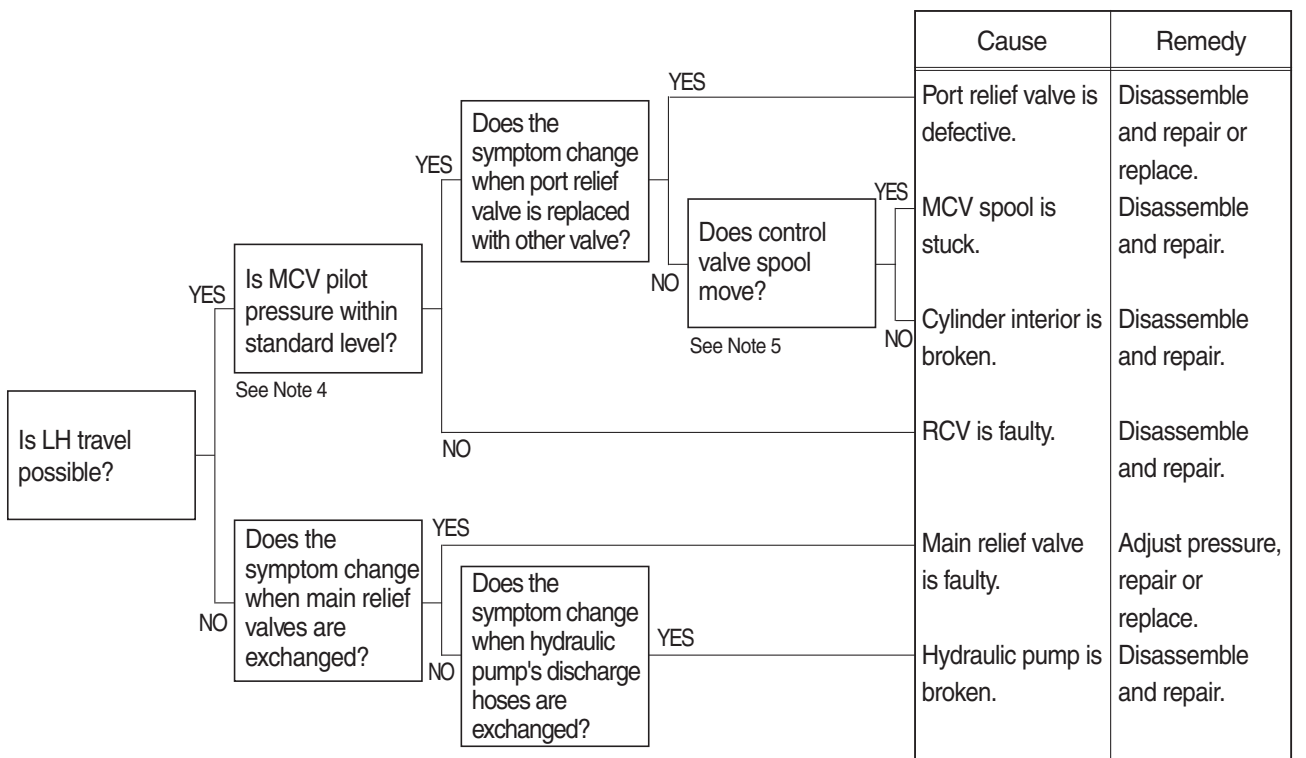 Cause
Remedy
YES
Does the
symptom change
when port relief
valve is replaced
with other valve?
Port relief valve is
defective.
Disassemble
and repair or
replace.
YES
YES
Does control
valve spool
move?
NO
See Note 5
MCV spool is
stuck.
Disassemble
and repair.
NO
Cylinder interior is
broken.
Disassemble
and repair.
YES
Is MCV pilot
pressure within
standard level?
See Note 4
NO
RCV is faulty.
Disassemble
and repair.
Is LH travel
possible?
NO
Does the
symptom change
when main relief
valves are
exchanged?
YES
Main relief valve
is faulty.
Adjust pressure,
repair or
replace.
NO
Does the
symptom change
when hydraulic
pump's discharge
hoses are
exchanged?
YES
Hydraulic pump is
broken.
Disassemble
and repair.